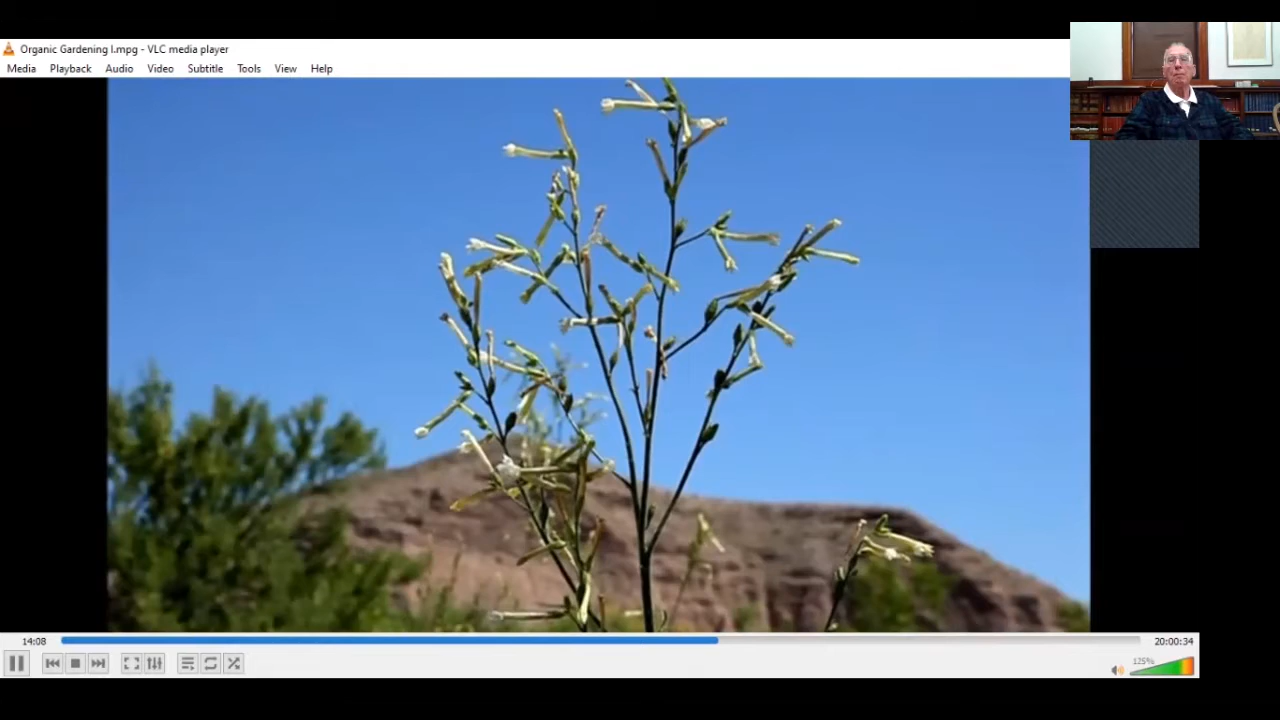 Organic Gardening I.mpg - VLC media player
Media Playback Audio Video Subtitle Tools View Help
14:08
20:00:34
125%